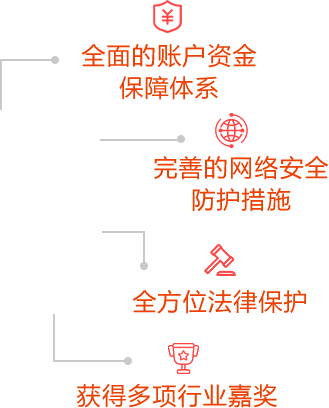 全面的账户资金
保障体系
完善的网络安全
防护措施
全方位法律保护
获得多项行业嘉奖